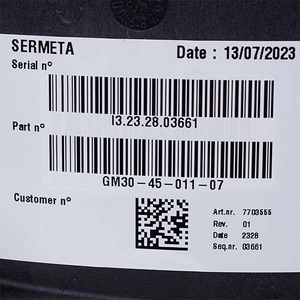 SERMETA Date : 13/07/2023
Serial n°
I3.23.28.03661
Part n°
GM30-45-011-07
Customer n°
Art.nr. 7703555
Rev. 01
Date 2328
Seq.nr. 03661